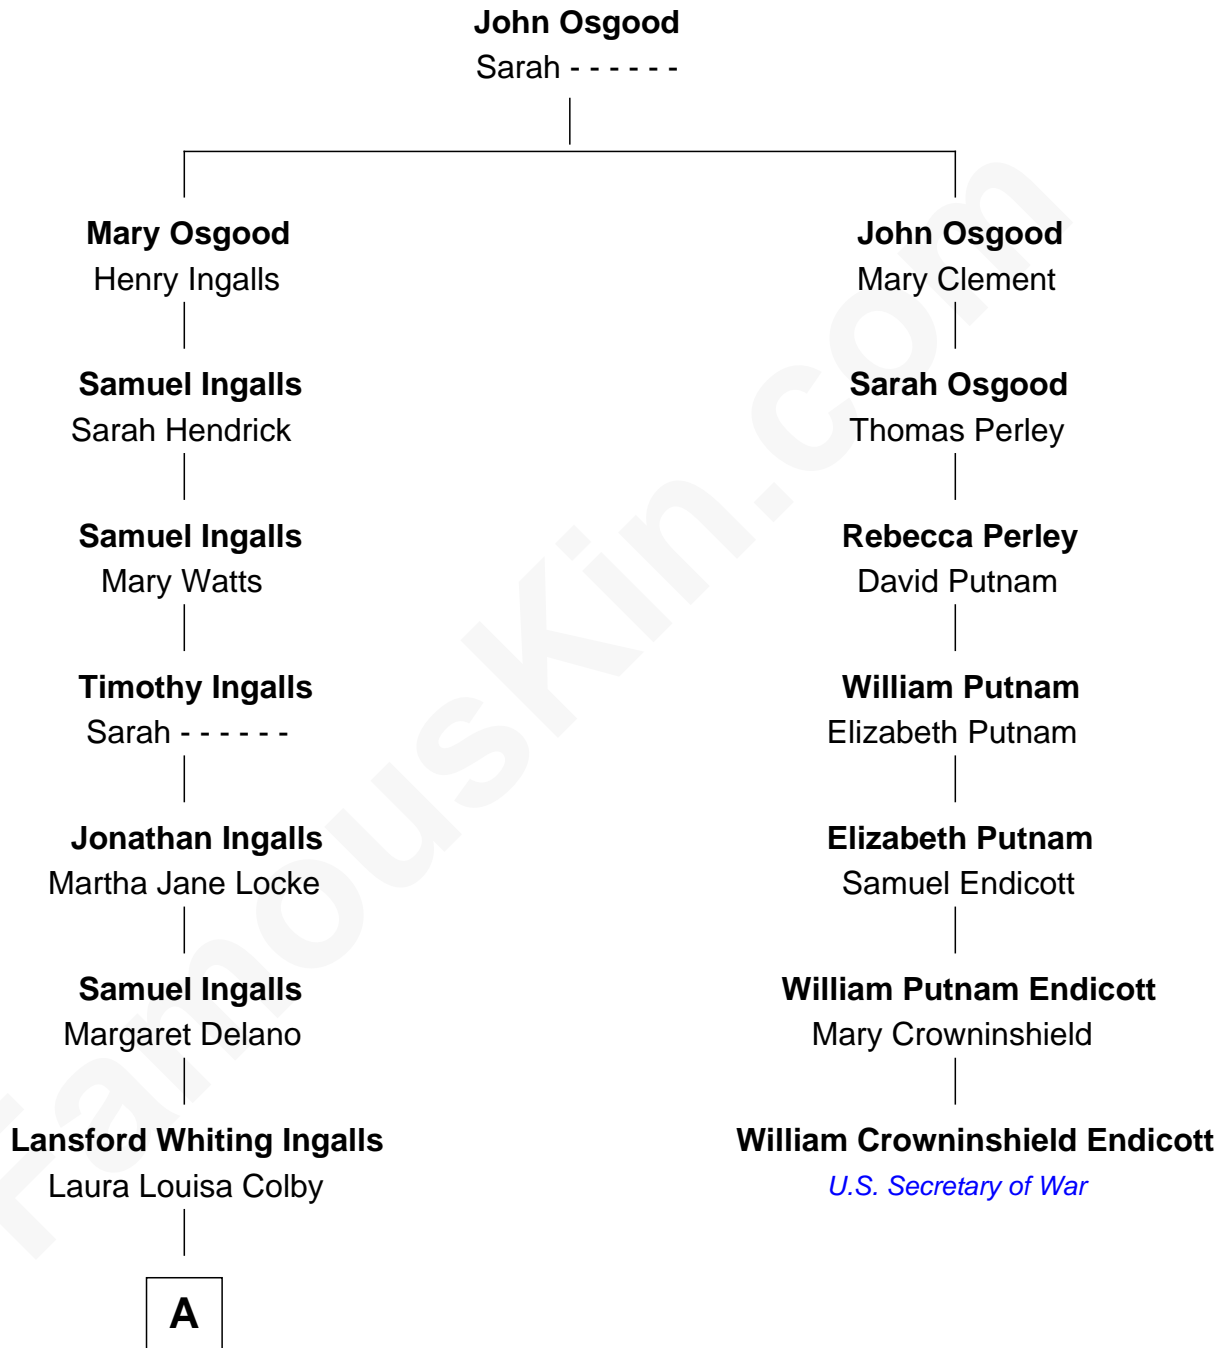 John Osgood
Sarah - - - - - -
Mary Osgood
Henry Ingalls
John Osgood
Mary Clement
Samuel Ingalls
Sarah Hendrick
Sarah Osgood
Thomas Perley
Samuel Ingalls
Mary Watts
Rebecca Perley
David Putnam
Timothy Ingalls
Sarah - - - - - -
William Putnam
Elizabeth Putnam
Jonathan Ingalls
Martha Jane Locke
Elizabeth Putnam
Samuel Endicott
Samuel Ingalls
Margaret Delano
William Putnam Endicott
Mary Crowninshield
Lansford Whiting Ingalls
Laura Louisa Colby
William Crowninshield Endicott
U.S. Secretary of War
A
FamousKin.com